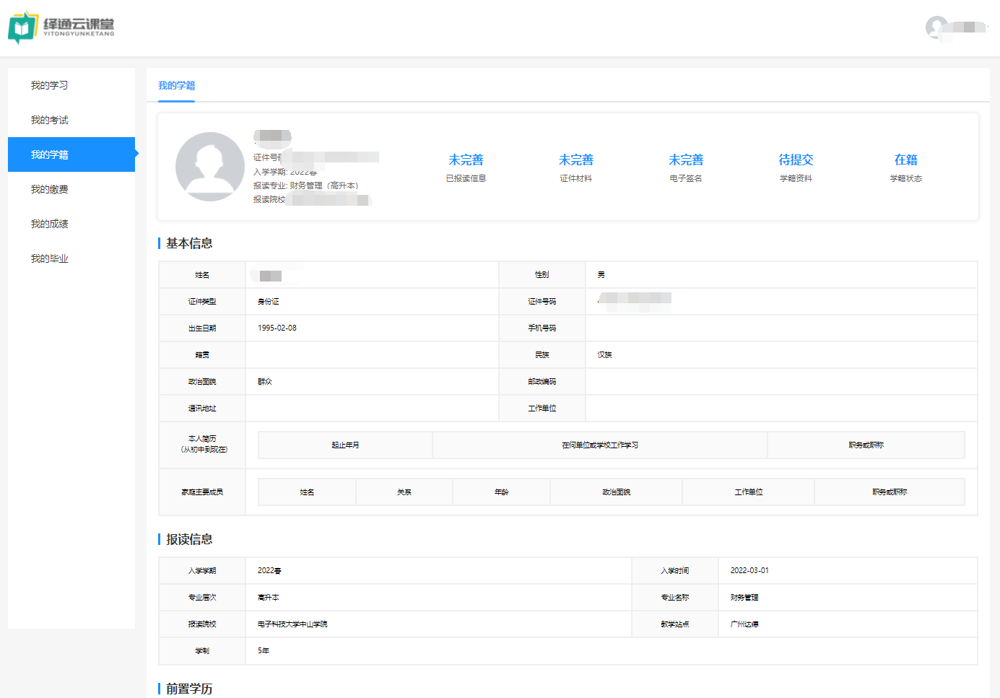 绎通云课堂
YITONGYUNKETANG
我的学习
我的考试
我的学籍
我的缴费
我的成绩
我的毕业
我的学籍
证件号
入学学期: 2022春
报读专业: 财务管理（高升本）
报读院校
未完善
已报读信息
未完善
证件材料
未完善
电子签名
待提交
学籍资料
在籍
学籍状态
基本信息
姓名 性别 男
证件类型 身份证 证件号码
出生日期 1995-02-08 手机号码
籍贯 民族 汉族
政治面貌 群众 邮政编码
通讯地址 工作单位
本人简历
（从初中到现在）
起止年月 在何单位或学校工作学习 职务或职称
家庭主要成员 姓名 关系 年龄 政治面貌 工作单位 职务或职称
报读信息
入学学期 2022春 入学时间 2022-03-01
专业层次 高升本 专业名称 财务管理
报读院校 电子科技大学中山学院 教学站点 广州达德
学制 5年
前置学历